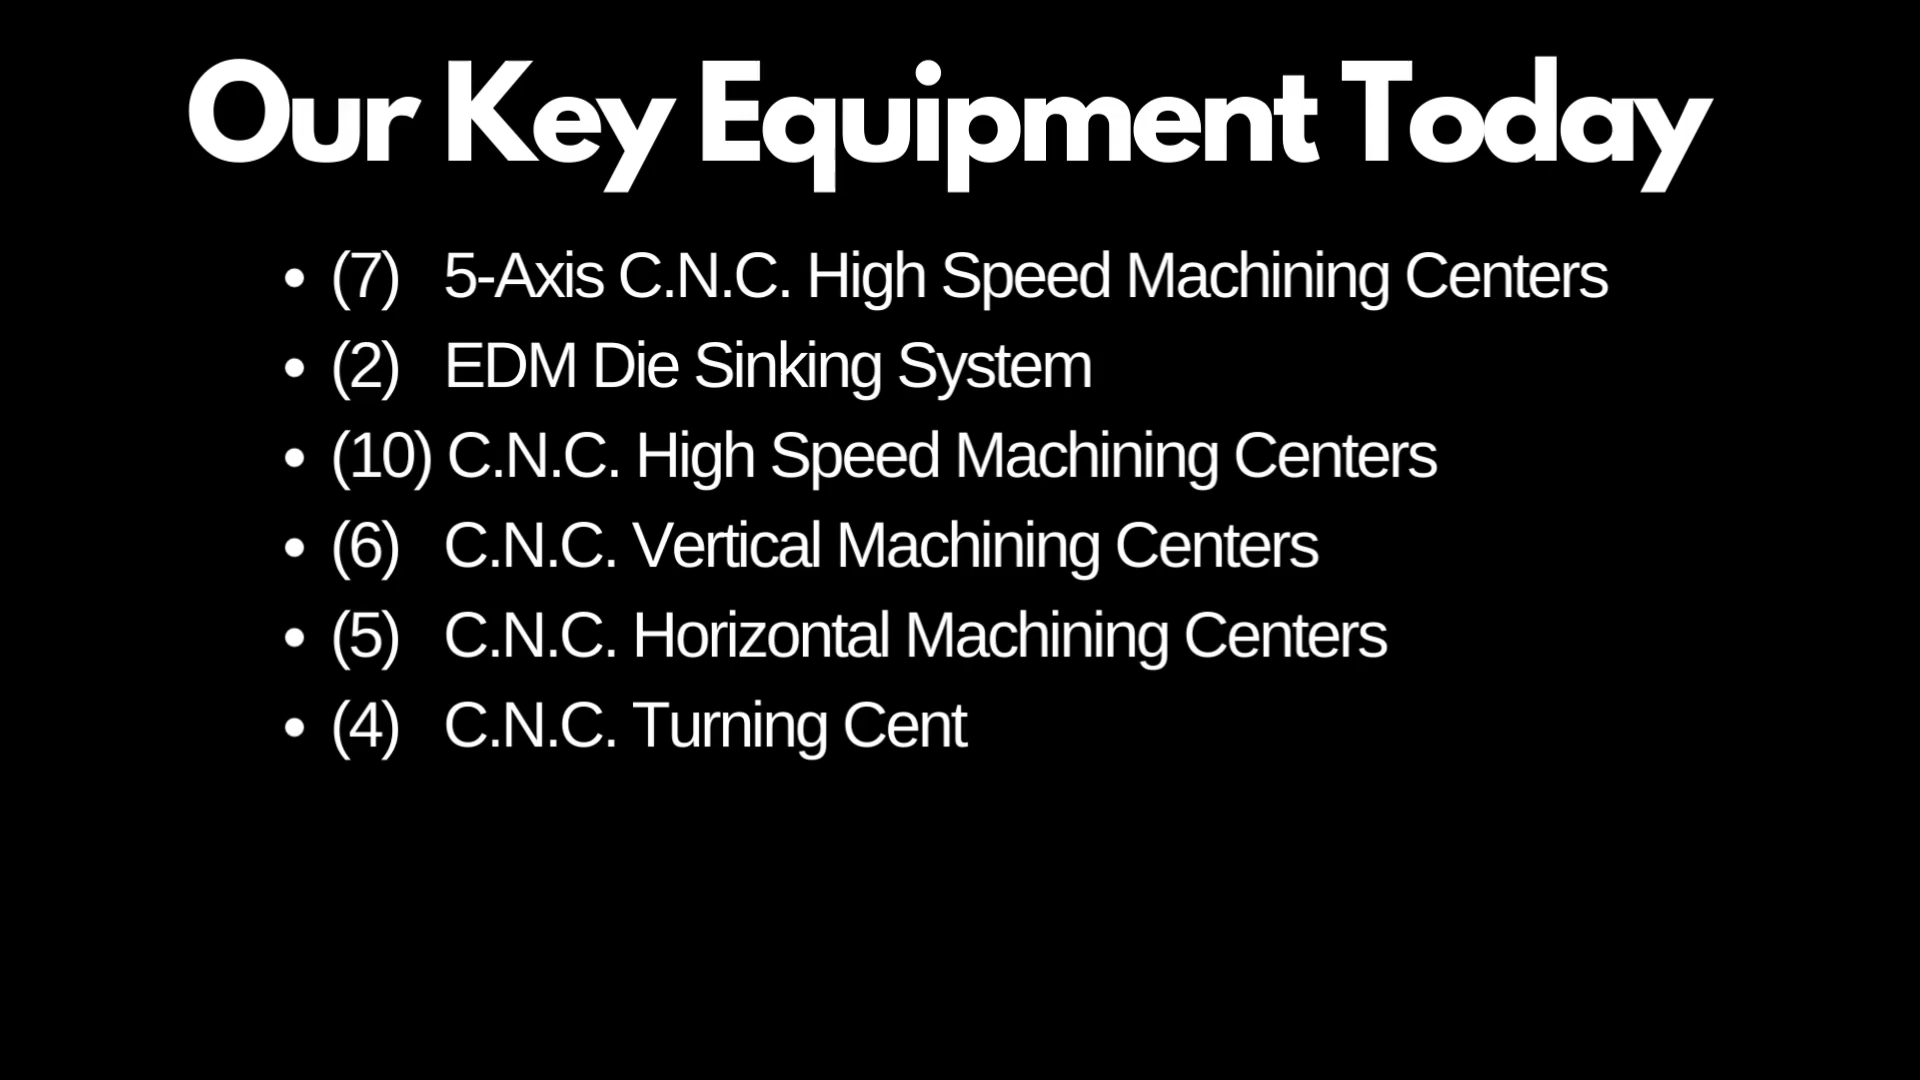 Our Key Equipment Today
• (7) 5-Axis C.N.C. High Speed Machining Centers
• (2) EDM Die Sinking System
• (10) C.N.C. High Speed Machining Centers
• (6) C.N.C. Vertical Machining Centers
• (5) C.N.C. Horizontal Machining Centers
• (4) C.N.C. Turning Cent